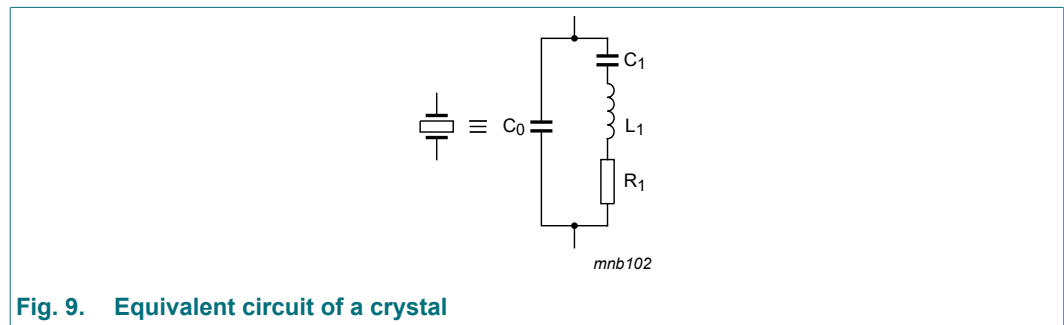 C1
C0
L1
R1
mnb102
Fig. 9. Equivalent circuit of a crystal